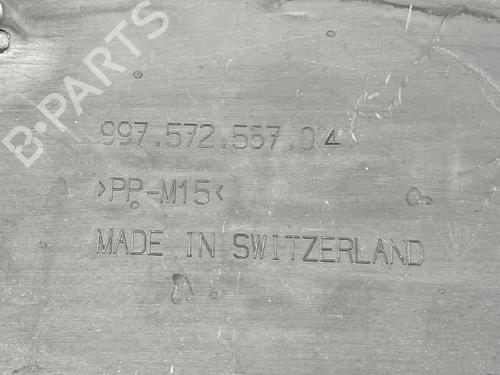 B-PARTS
997.572.567.04
>PP-M15<
MADE IN SWITZERLAND